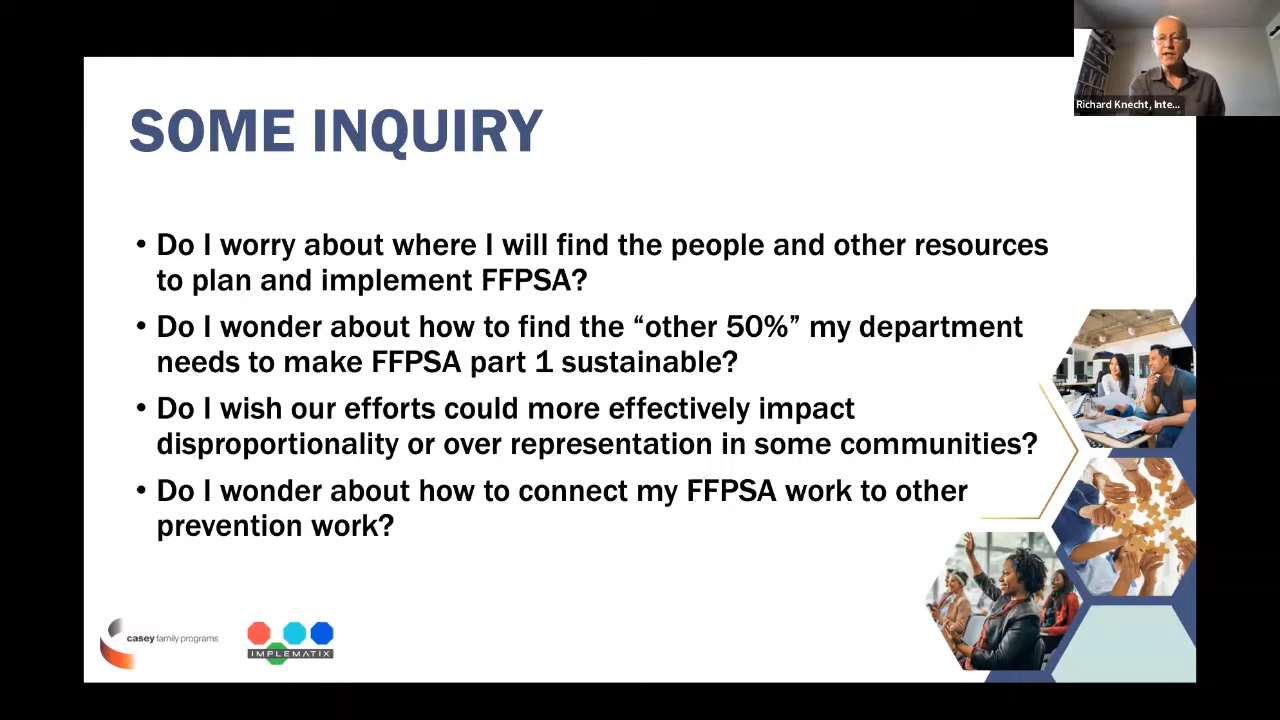 Richard Knecht, Inte...
SOME INQUIRY
• Do I worry about where I will find the people and other resources
to plan and implement FFPSA?
• Do I wonder about how to find the “other 50%” my department
needs to make FFPSA part 1 sustainable?
• Do I wish our efforts could more effectively impact
disproportionality or over representation in some communities?
• Do I wonder about how to connect my FFPSA work to other
prevention work?
casey family programs
IMPLEMATIX